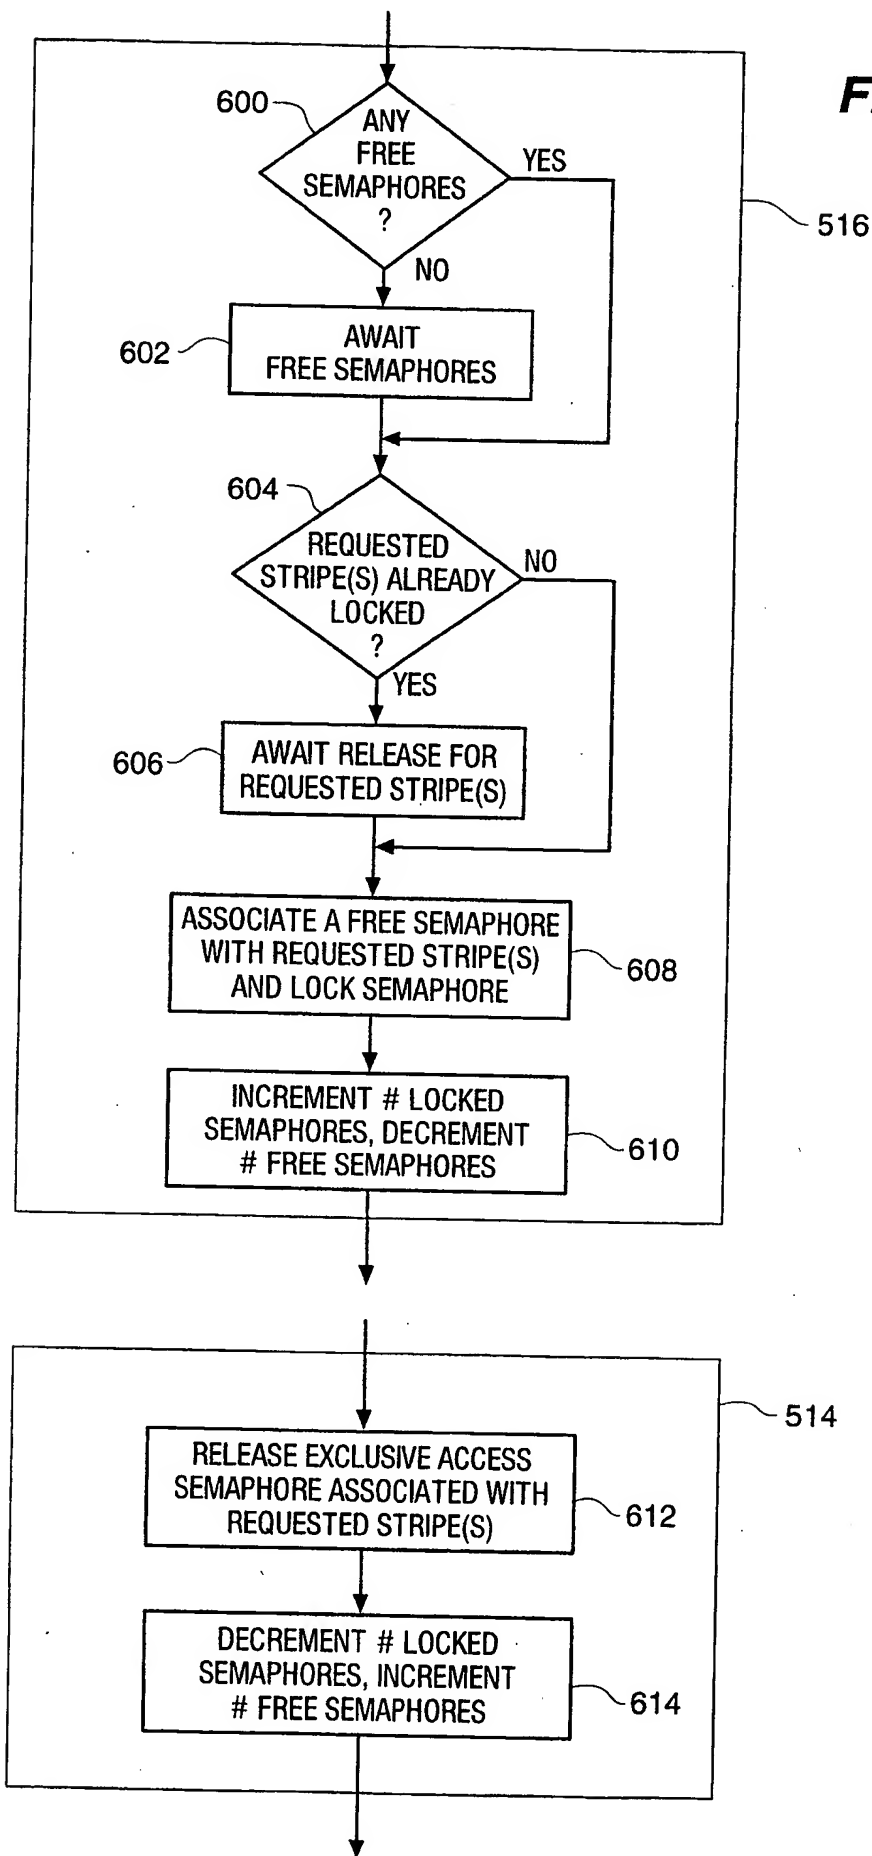 600
ANY
FREE
SEMAPHORES
?
YES
516
NO
602
AWAIT
FREE SEMAPHORES
604
REQUESTED
STRIPE(S) ALREADY
LOCKED
?
NO
YES
606
AWAIT RELEASE FOR
REQUESTED STRIPE(S)
ASSOCIATE A FREE SEMAPHORE
WITH REQUESTED STRIPE(S)
AND LOCK SEMAPHORE
608
INCREMENT # LOCKED
SEMAPHORES, DECREMENT
# FREE SEMAPHORES
610
514
RELEASE EXCLUSIVE ACCESS
SEMAPHORE ASSOCIATED WITH
REQUESTED STRIPE(S)
612
DECREMENT # LOCKED
SEMAPHORES, INCREMENT
# FREE SEMAPHORES
614